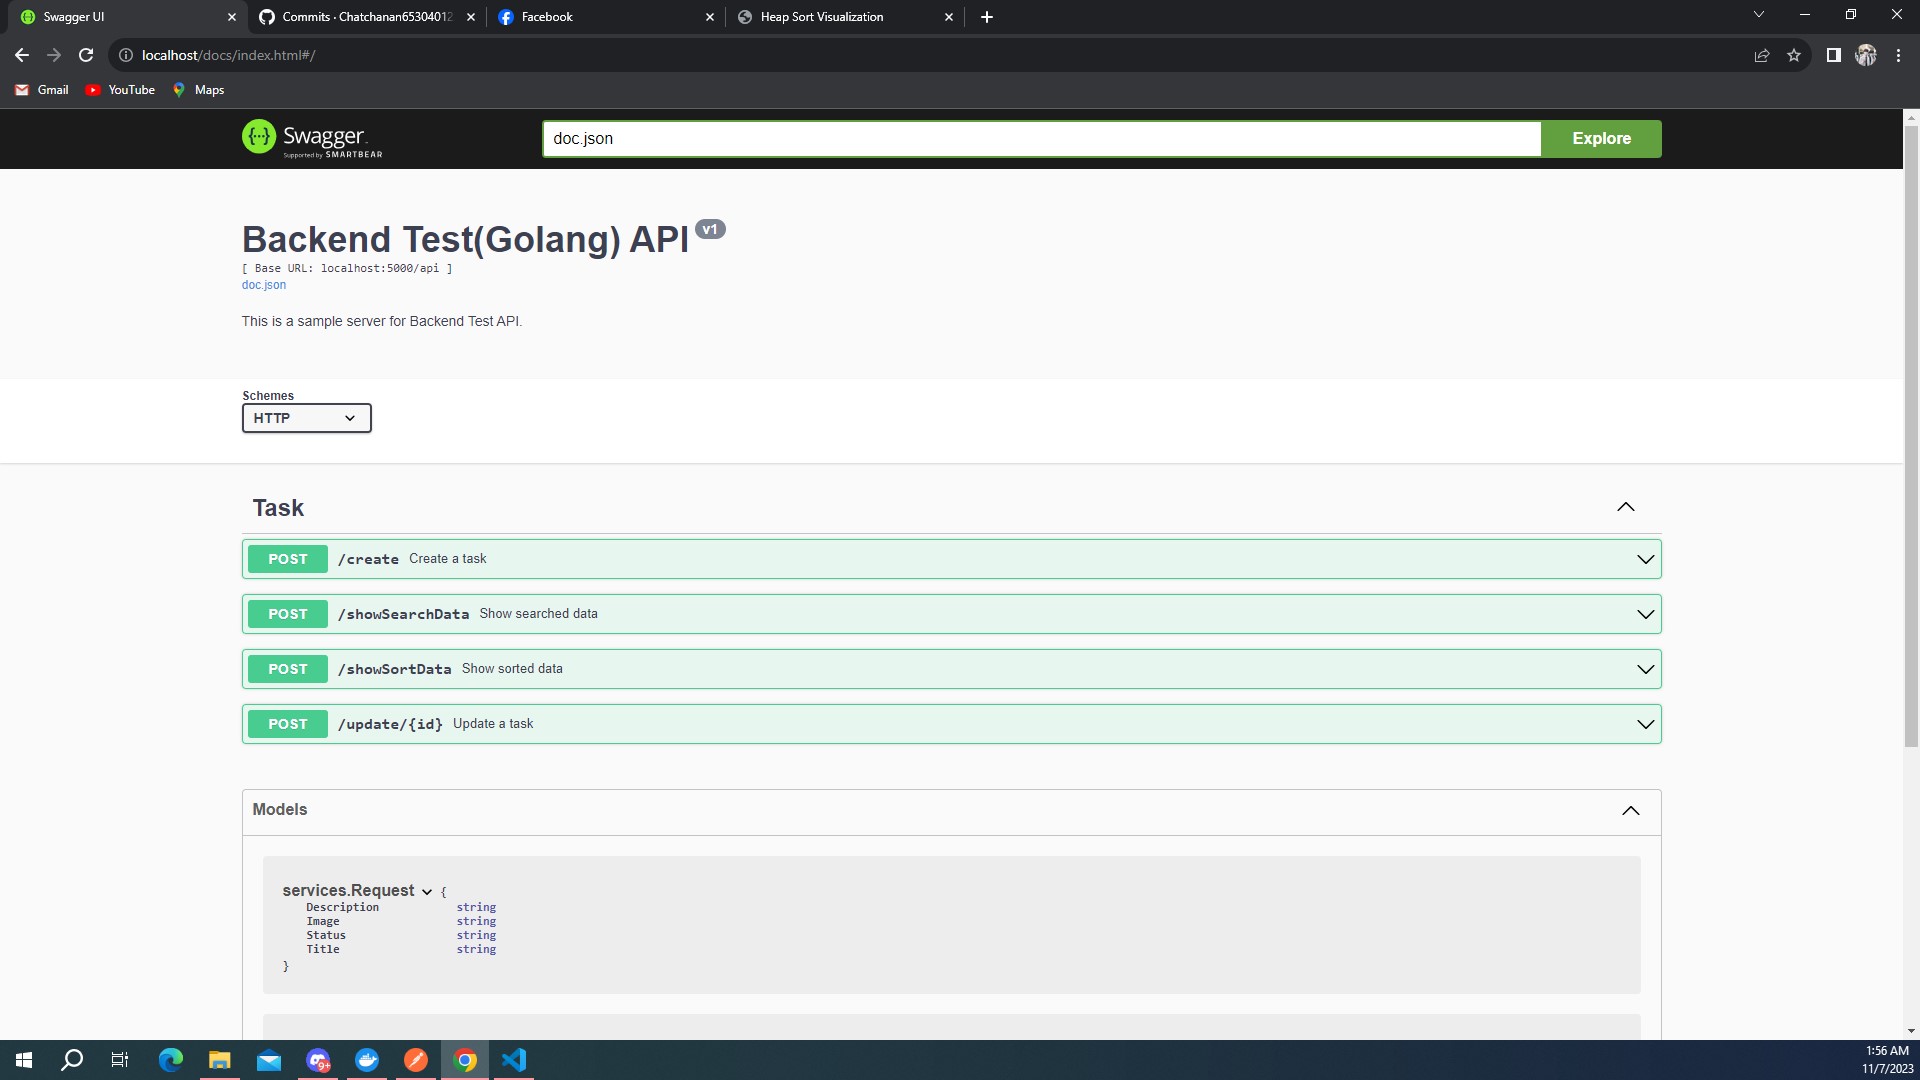 Swagger UI
Commits · Chatchanan65304012
Facebook
Heap Sort Visualization
localhost/docs/index.html#/
Gmail
YouTube
Maps
Swagger.
Supported by SMARTBEAR
doc.json
Explore
Backend Test(Golang) API v1
[ Base URL: localhost:5000/api ]
doc.json
This is a sample server for Backend Test API.
Schemes
HTTP
Task
POST /create Create a task
POST /showSearchData Show searched data
POST /showSortData Show sorted data
POST /update/{id} Update a task
Models
services.Request {
Description string
Image string
Status string
Title string
}
9+
1:56 AM
11/7/2023